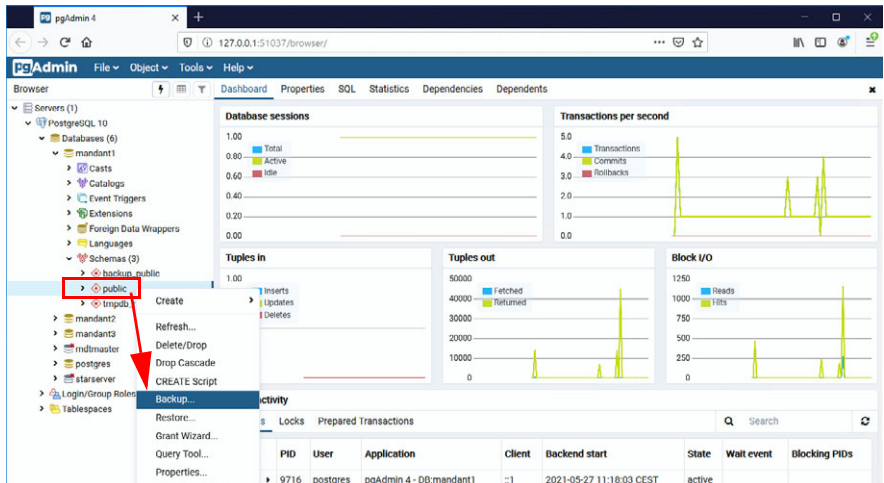 pgAdmin 4
127.0.0.1:51037/browser/
pgAdmin File Object Tools Help
Browser
Dashboard Properties SQL Statistics Dependencies Dependents
Servers (1)
PostgreSQL 10
Databases (6)
mandant1
Casts
Catalogs
Event Triggers
Extensions
Foreign Data Wrappers
Languages
Schemas (3)
backup_public
public
tmpdb
mandant2
mandant3
mdtmaster
postgres
starserver
Login/Group Roles
Tablespaces
Create
Refresh...
Delete/Drop
Drop Cascade
CREATE Script
Backup...
Restore...
Grant Wizard...
Query Tool...
Properties...
Database sessions
1.00
0.80
0.60
0.40
0.20
0.00
Total
Active
Idle
Transactions per second
5.0
4.0
3.0
2.0
1.0
0.0
Transactions
Commits
Rollbacks
Tuples in
1.00
Inserts
Updates
Deletes
Tuples out
50000
40000
30000
20000
10000
0
Fetched
Returned
Block I/O
1250
1000
750
500
250
0
Reads
Hits
Locks Prepared Transactions
Search
PID User Application Client Backend start State Wait event Blocking PIDs
9716 postgres pgAdmin 4 - DB:mandant1 ::1 2021-05-27 11:18:03 CEST active